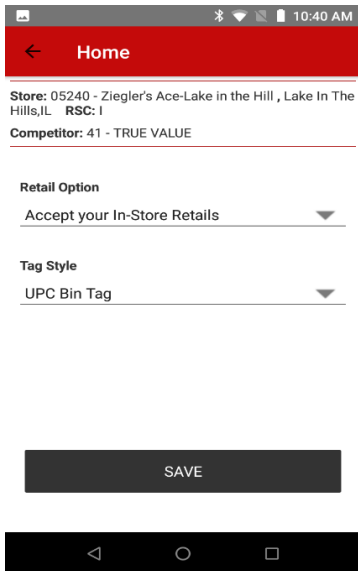 10:40 AM
Home
Store: 05240 - Ziegler's Ace-Lake in the Hill , Lake In The
Hills,IL RSC: I
Competitor: 41 - TRUE VALUE
Retail Option
Accept your In-Store Retails
Tag Style
UPC Bin Tag
SAVE